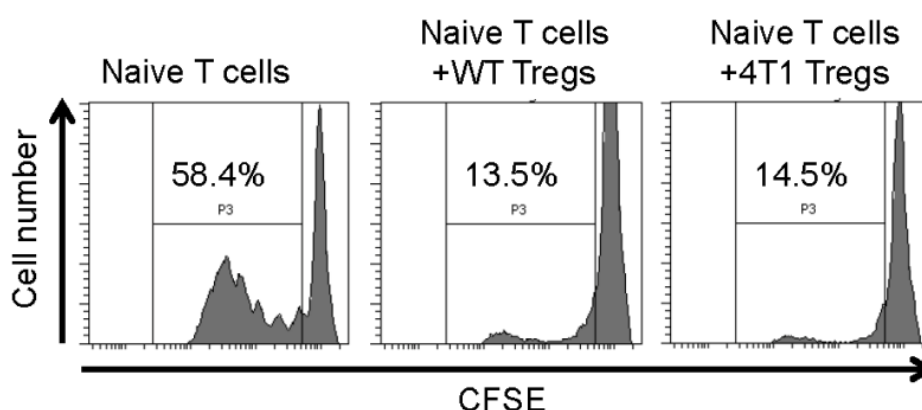 Naive T cells
Naive T cells
+WT Tregs
Naive T cells
+4T1 Tregs
Cell number
58.4%
P3
13.5%
P3
14.5%
P3
CFSE